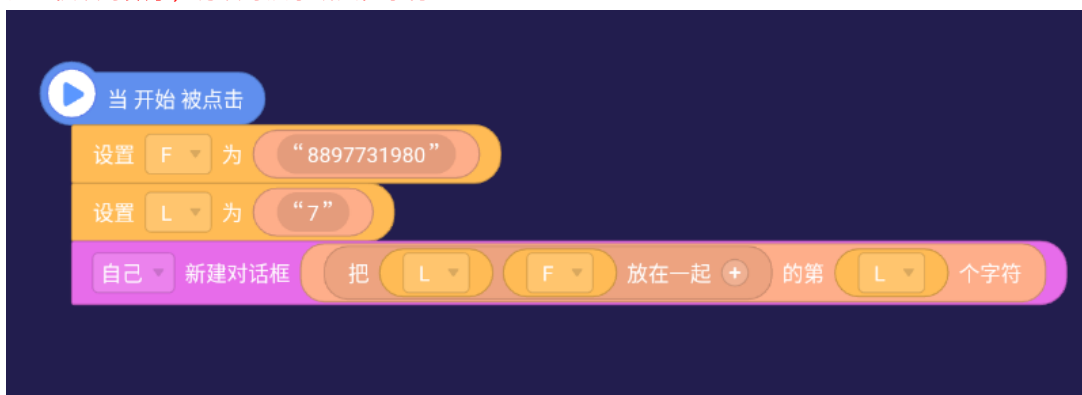 当 开始 被点击
设置 F 为 “8897731980”
设置 L 为 “7”
自己 新建对话框 把 L F 放在一起 + 的第 L 个字符